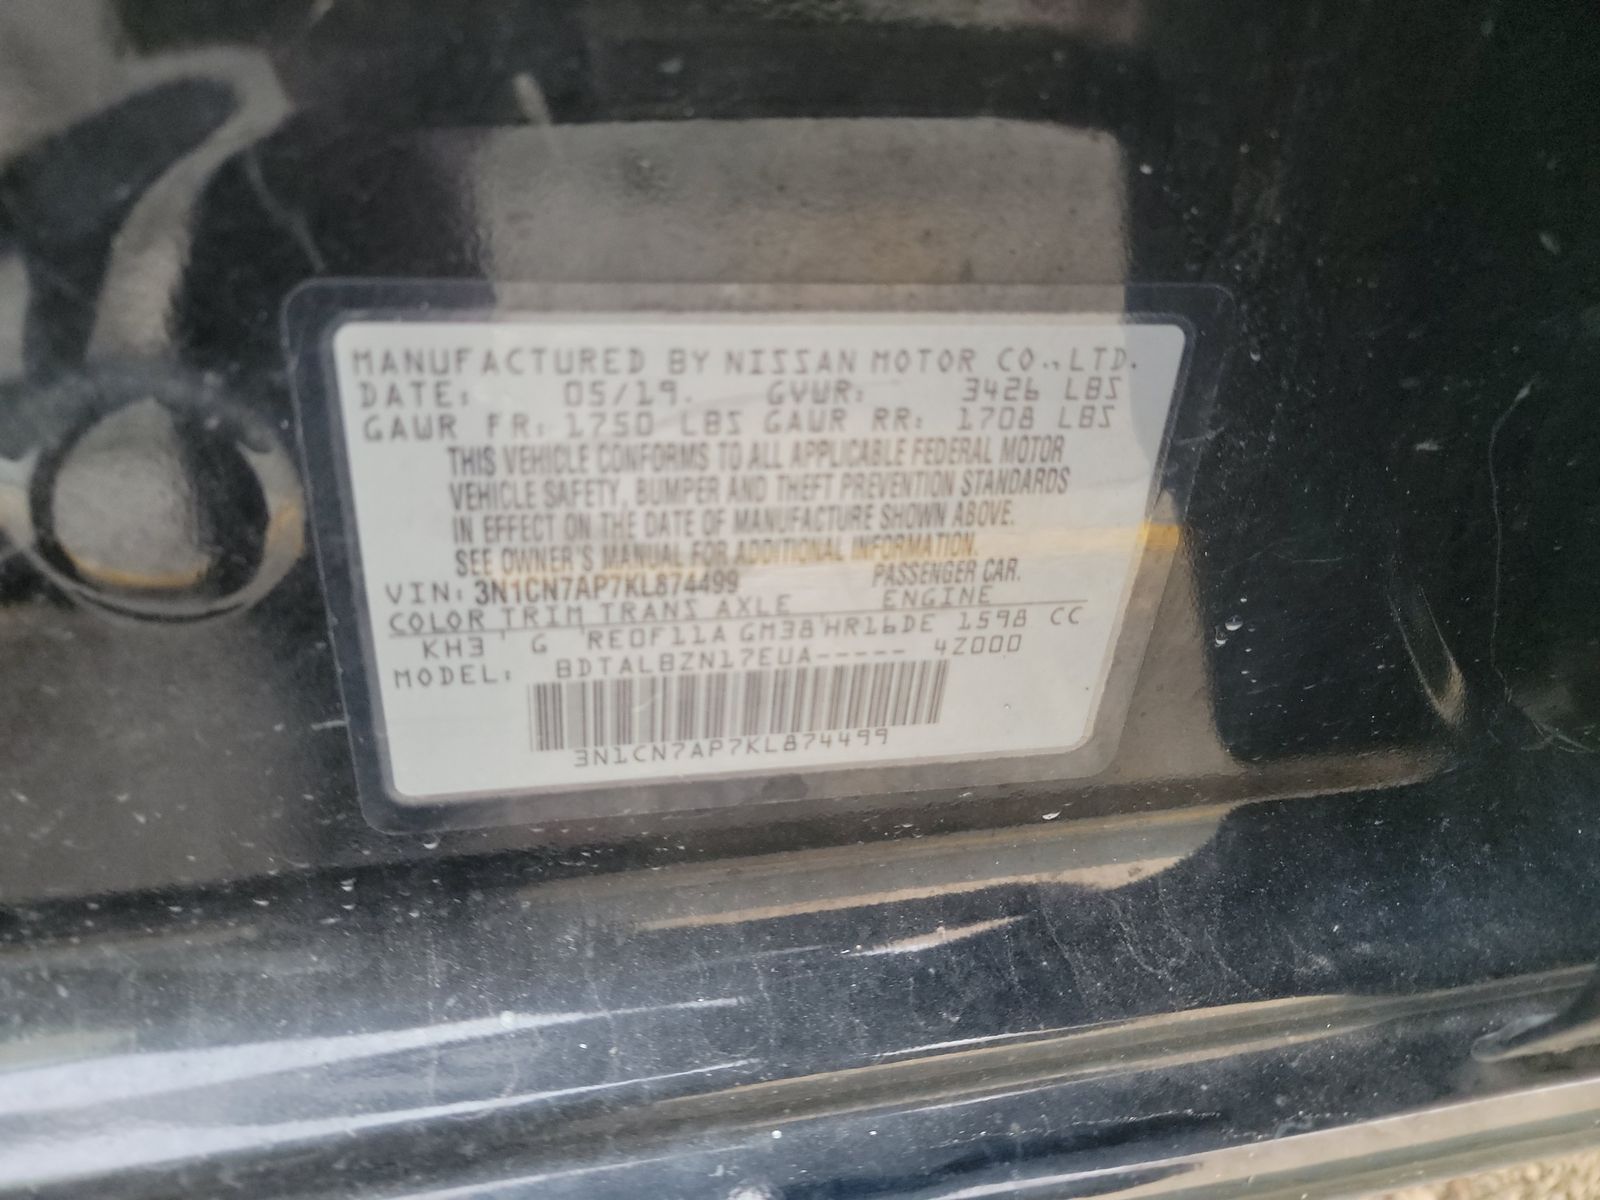 MANUFACTURED BY NISSAN MOTOR CO., LTD.
DATE: 05/19. GVWR: 3426 LBS
GAWR FR: 1750 LBS GAWR RR: 1708 LBS
THIS VEHICLE CONFORMS TO ALL APPLICABLE FEDERAL MOTOR
VEHICLE SAFETY, BUMPER AND THEFT PREVENTION STANDARDS
IN EFFECT ON THE DATE OF MANUFACTURE SHOWN ABOVE.
SEE OWNER'S MANUAL FOR ADDITIONAL INFORMATION.
VIN: 3N1CN7AP7KL874499 PASSENGER CAR.
COLOR TRIM TRANS AXLE ENGINE
KH3 G RE0F11A GM38 HR16DE 1598 CC
MODEL: BDTALBZN17EUA----- 4Z000
3N1CN7AP7KL874499